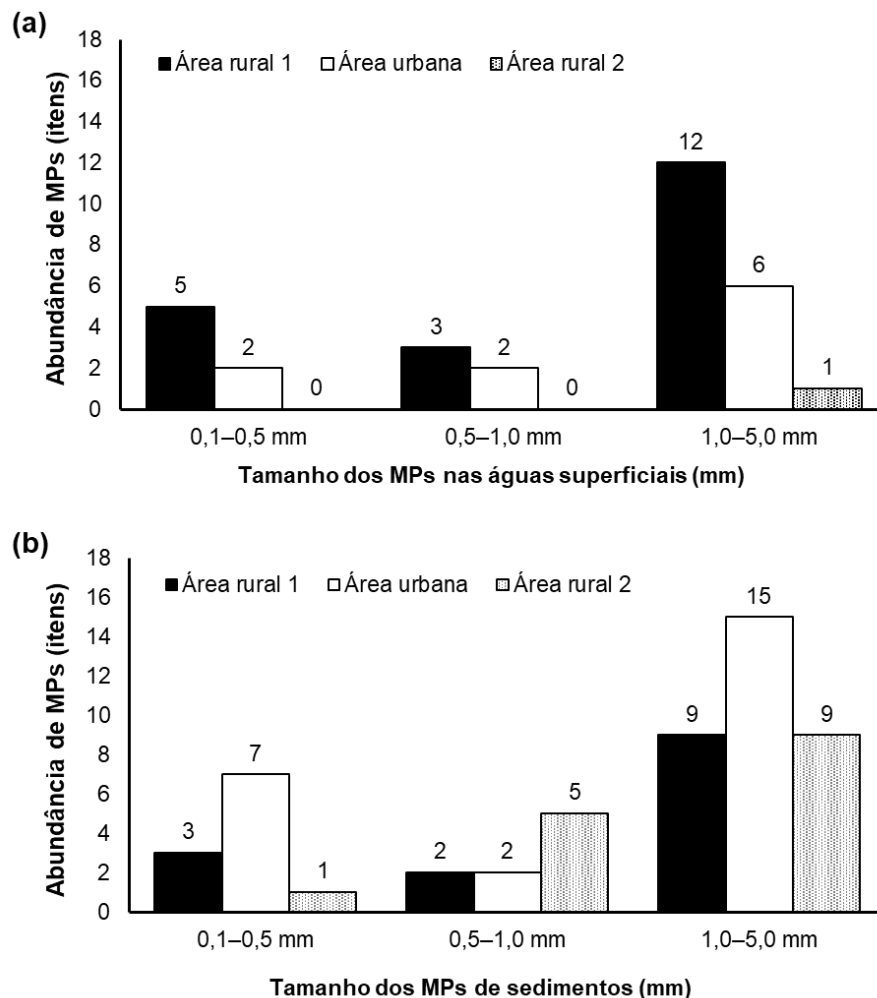 (a)
18
16
14
12
10
8
6
4
2
0
Abundância de MPs (itens)
Área rural 1 Área urbana Área rural 2
5 2 0
3 2 0
12 6 1
0,1–0,5 mm 0,5–1,0 mm 1,0–5,0 mm
Tamanho dos MPs nas águas superficiais (mm)
(b)
18
16
14
12
10
8
6
4
2
0
Abundância de MPs (itens)
Área rural 1 Área urbana Área rural 2
3 7 1
2 2 5
9 15 9
0,1–0,5 mm 0,5–1,0 mm 1,0–5,0 mm
Tamanho dos MPs de sedimentos (mm)